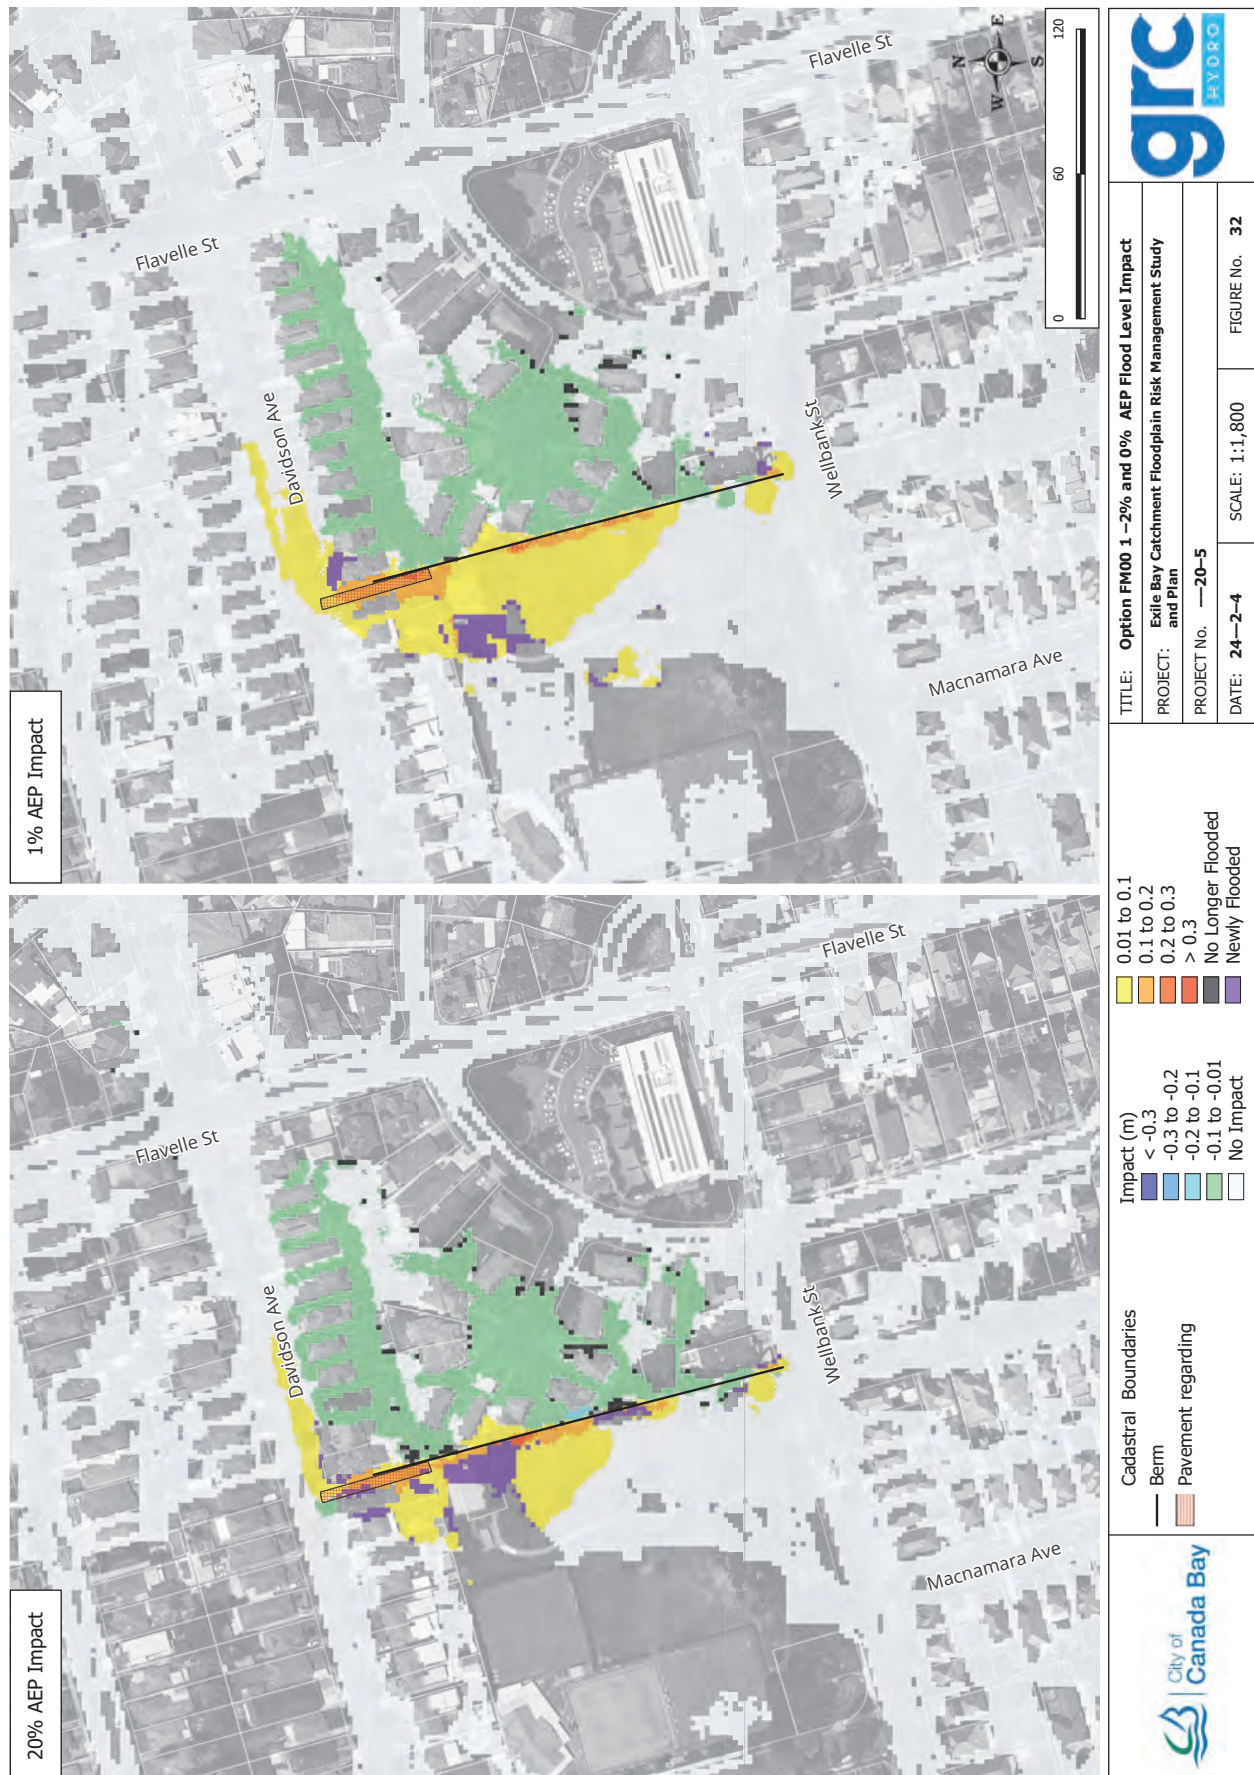 20% AEP Impact
Flavelle St
Davidson Ave
Flavelle St
Wellbank St
Macnamara Ave
1% AEP Impact
Flavelle St
Davidson Ave
Flavelle St
Wellbank St
Macnamara Ave
N
W
E
S
0
60
120
City of
Canada Bay
Cadastral Boundaries
Berm
Pavement regarding
Impact (m)
< -0.3
-0.3 to -0.2
-0.2 to -0.1
-0.1 to -0.01
No Impact
0.01 to 0.1
0.1 to 0.2
0.2 to 0.3
> 0.3
No Longer Flooded
Newly Flooded
TITLE: Option FM00 1 –2% and 0% AEP Flood Level Impact
PROJECT: Exile Bay Catchment Floodplain Risk Management Study
and Plan
PROJECT No. —20–5
DATE: 24—2–4
SCALE: 1:1,800
FIGURE No. 32
grc
HYDRO